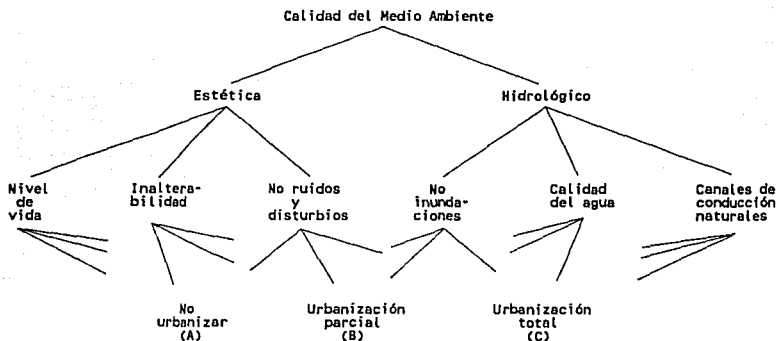 Calidad del Medio Ambiente
Estética
Hidrológico
Nivel
de
vida
Inaltera-
bilidad
No ruidos
y
disturbios
No
inunda-
ciones
Calidad
del agua
Canales de
conducción
naturales
No
urbanizar
(A)
Urbanización
parcial
(B)
Urbanización
total
(C)